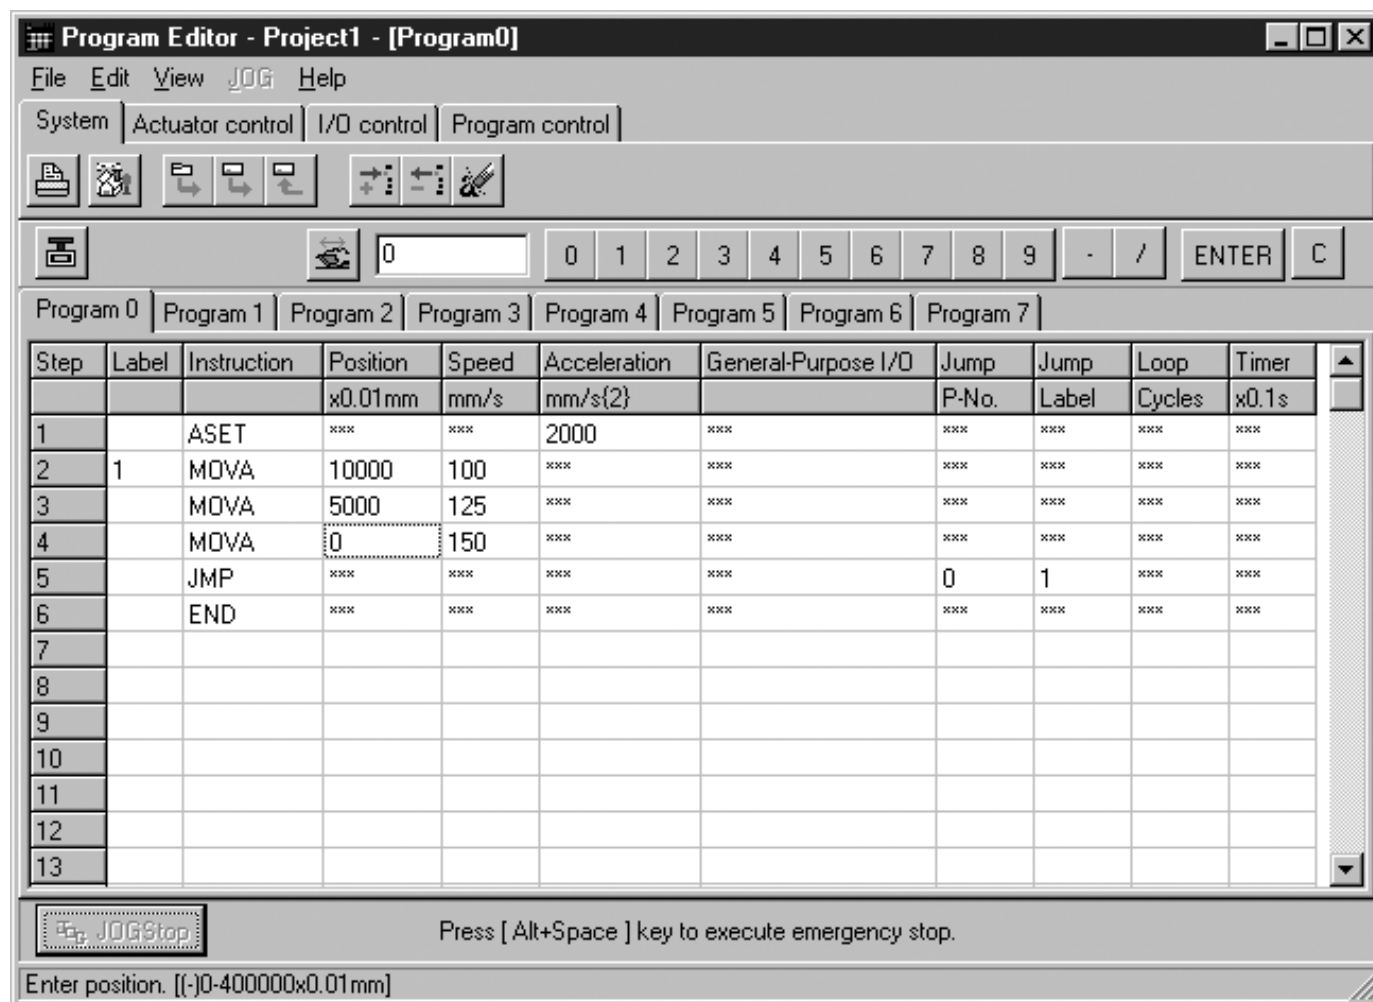 Program Editor - Project1 - [Program0]
File Edit View JOG Help
System Actuator control I/O control Program control
0 0 1 2 3 4 5 6 7 8 9 - / ENTER C
Program 0 Program 1 Program 2 Program 3 Program 4 Program 5 Program 6 Program 7
Step Label Instruction Position Speed Acceleration General-Purpose I/O Jump Jump Loop Timer
x0.01mm mm/s mm/s{2} P-No. Label Cycles x0.1s
1 ASET *** *** 2000 *** *** *** *** ***
2 1 MOVA 10000 100 *** *** *** *** *** ***
3 MOVA 5000 125 *** *** *** *** *** ***
4 MOVA 0 150 *** *** *** *** *** ***
5 JMP *** *** *** *** 0 1 *** ***
6 END *** *** *** *** *** *** *** ***
7
8
9
10
11
12
13
JOGStop Press [ Alt+Space ] key to execute emergency stop.
Enter position. [(-)0-400000x0.01mm]